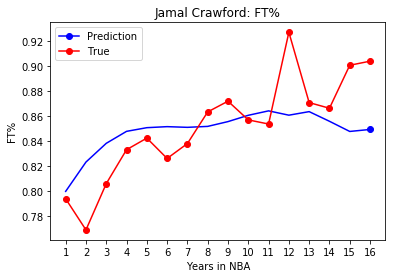 Jamal Crawford: FT%
Prediction
True
FT%
0.92
0.90
0.88
0.86
0.84
0.82
0.80
0.78
1 2 3 4 5 6 7 8 9 10 11 12 13 14 15 16
Years in NBA